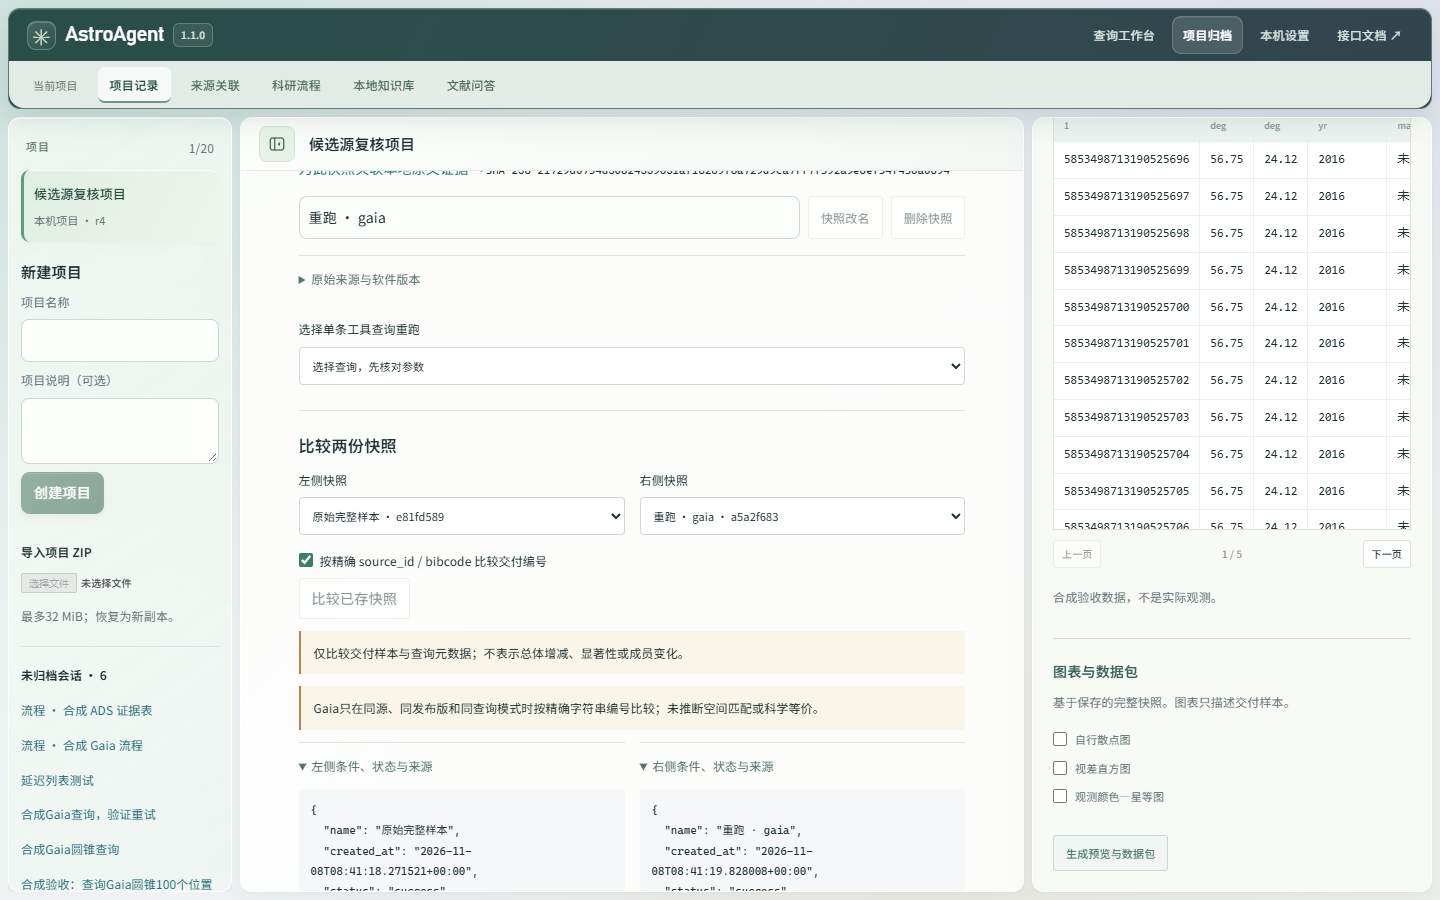 AstroAgent 1.1.0
查询工作台 项目归档 本机设置 接口文档 ↗
当前项目 项目记录 来源关联 科研流程 本地知识库 文献问答
项目 1/20
候选源复核项目
本机项目 · r4
新建项目
项目名称
项目说明（可选）
创建项目
导入项目 ZIP
选择文件 未选择文件
最多32 MiB；恢复为新副本。
未归档会话 · 6
流程 · 合成 ADS 证据表
流程 · 合成 Gaia 流程
延迟列表测试
合成Gaia查询，验证重试
合成Gaia圆锥查询
合成验收：查询Gaia圆锥100个位置
候选源复核项目
重跑 · gaia
快照改名 删除快照
▶ 原始来源与软件版本
选择单条工具查询重跑
选择查询，先核对参数
比较两份快照
左侧快照 右侧快照
原始完整样本 · e81fd589 重跑 · gaia · a5a2f683
按精确 source_id / bibcode 比较交付编号
比较已存快照
仅比较交付样本与查询元数据；不表示总体增减、显著性或成员变化。
Gaia只在同源、同发布版和同查询模式时按精确字符串编号比较；未推断空间匹配或科学等价。
▼ 左侧条件、状态与来源
{
"name": "原始完整样本",
"created_at": "2026-11-
08T08:41:18.271521+00:00",
"status": "success",
▼ 右侧条件、状态与来源
{
"name": "重跑 · gaia",
"created_at": "2026-11-
08T08:41:19.828008+00:00",
"status": "success",
1 deg deg yr ma
5853498713190525696 56.75 24.12 2016 未
5853498713190525697 56.75 24.12 2016 未
5853498713190525698 56.75 24.12 2016 未
5853498713190525699 56.75 24.12 2016 未
5853498713190525700 56.75 24.12 2016 未
5853498713190525701 56.75 24.12 2016 未
5853498713190525702 56.75 24.12 2016 未
5853498713190525703 56.75 24.12 2016 未
5853498713190525704 56.75 24.12 2016 未
5853498713190525705 56.75 24.12 2016 未
5853498713190525706 56.75 24.12 2016 未
上一页 1 / 5 下一页
合成验收数据，不是实际观测。
图表与数据包
基于保存的完整快照。图表只描述交付样本。
自行散点图
视差直方图
观测颜色—星等图
生成预览与数据包